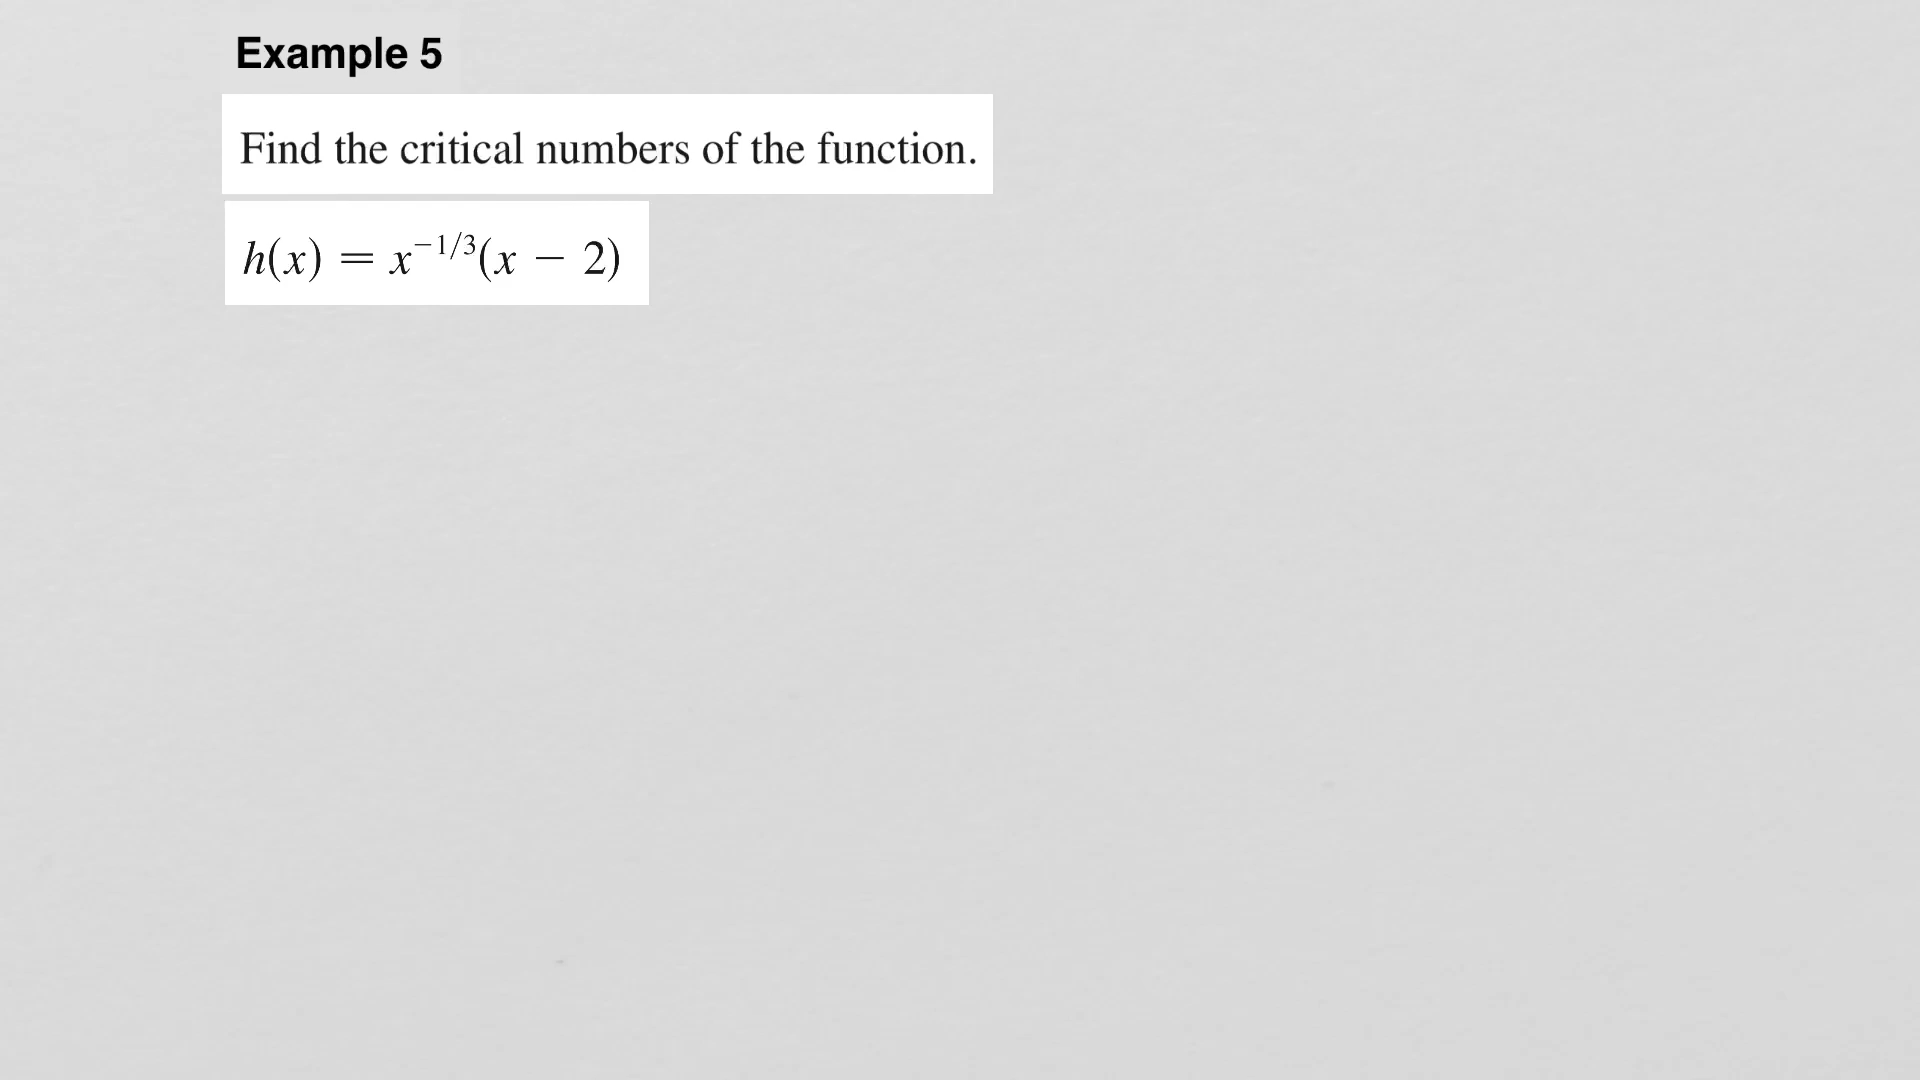 Example 5
Find the critical numbers of the function.
h(x) = x^{-1/3}(x − 2)